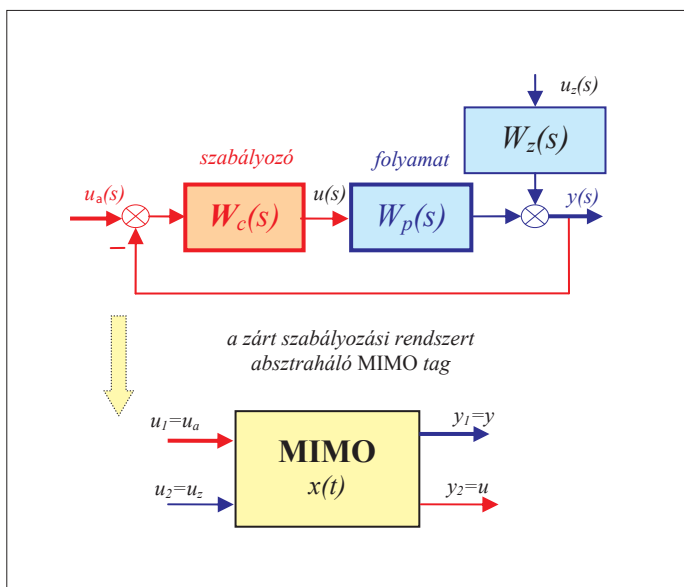 u_z(s)
W_z(s)
szabályozó
folyamat
u_a(s)
W_c(s)
u(s)
W_p(s)
y(s)
–
a zárt szabályozási rendszert
absztraháló MIMO tag
u_1=u_a
y_1=y
MIMO
x(t)
u_2=u_z
y_2=u